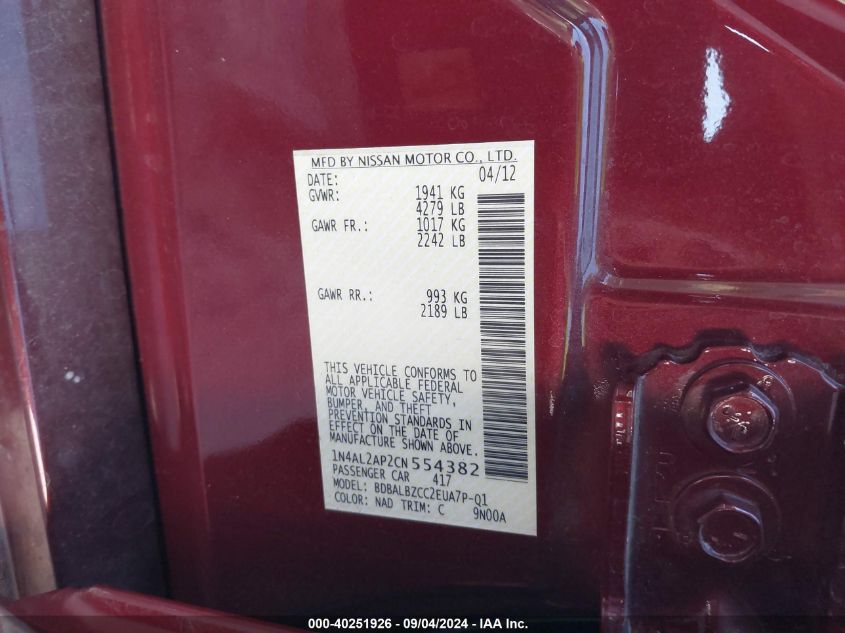 MFD BY NISSAN MOTOR CO., LTD.
DATE: 04/12
GVWR: 1941 KG
4279 LB
GAWR FR.: 1017 KG
2242 LB
GAWR RR.: 993 KG
2189 LB
THIS VEHICLE CONFORMS TO
ALL APPLICABLE FEDERAL
MOTOR VEHICLE SAFETY,
BUMPER, AND THEFT
PREVENTION STANDARDS IN
EFFECT ON THE DATE OF
MANUFACTURE SHOWN ABOVE.
1N4AL2AP2CN554382
PASSENGER CAR 417
MODEL: BDBALBZCC2EUA7P-Q1
COLOR: NAD TRIM: C 9N00A
000-40251926 - 09/04/2024 - IAA Inc.